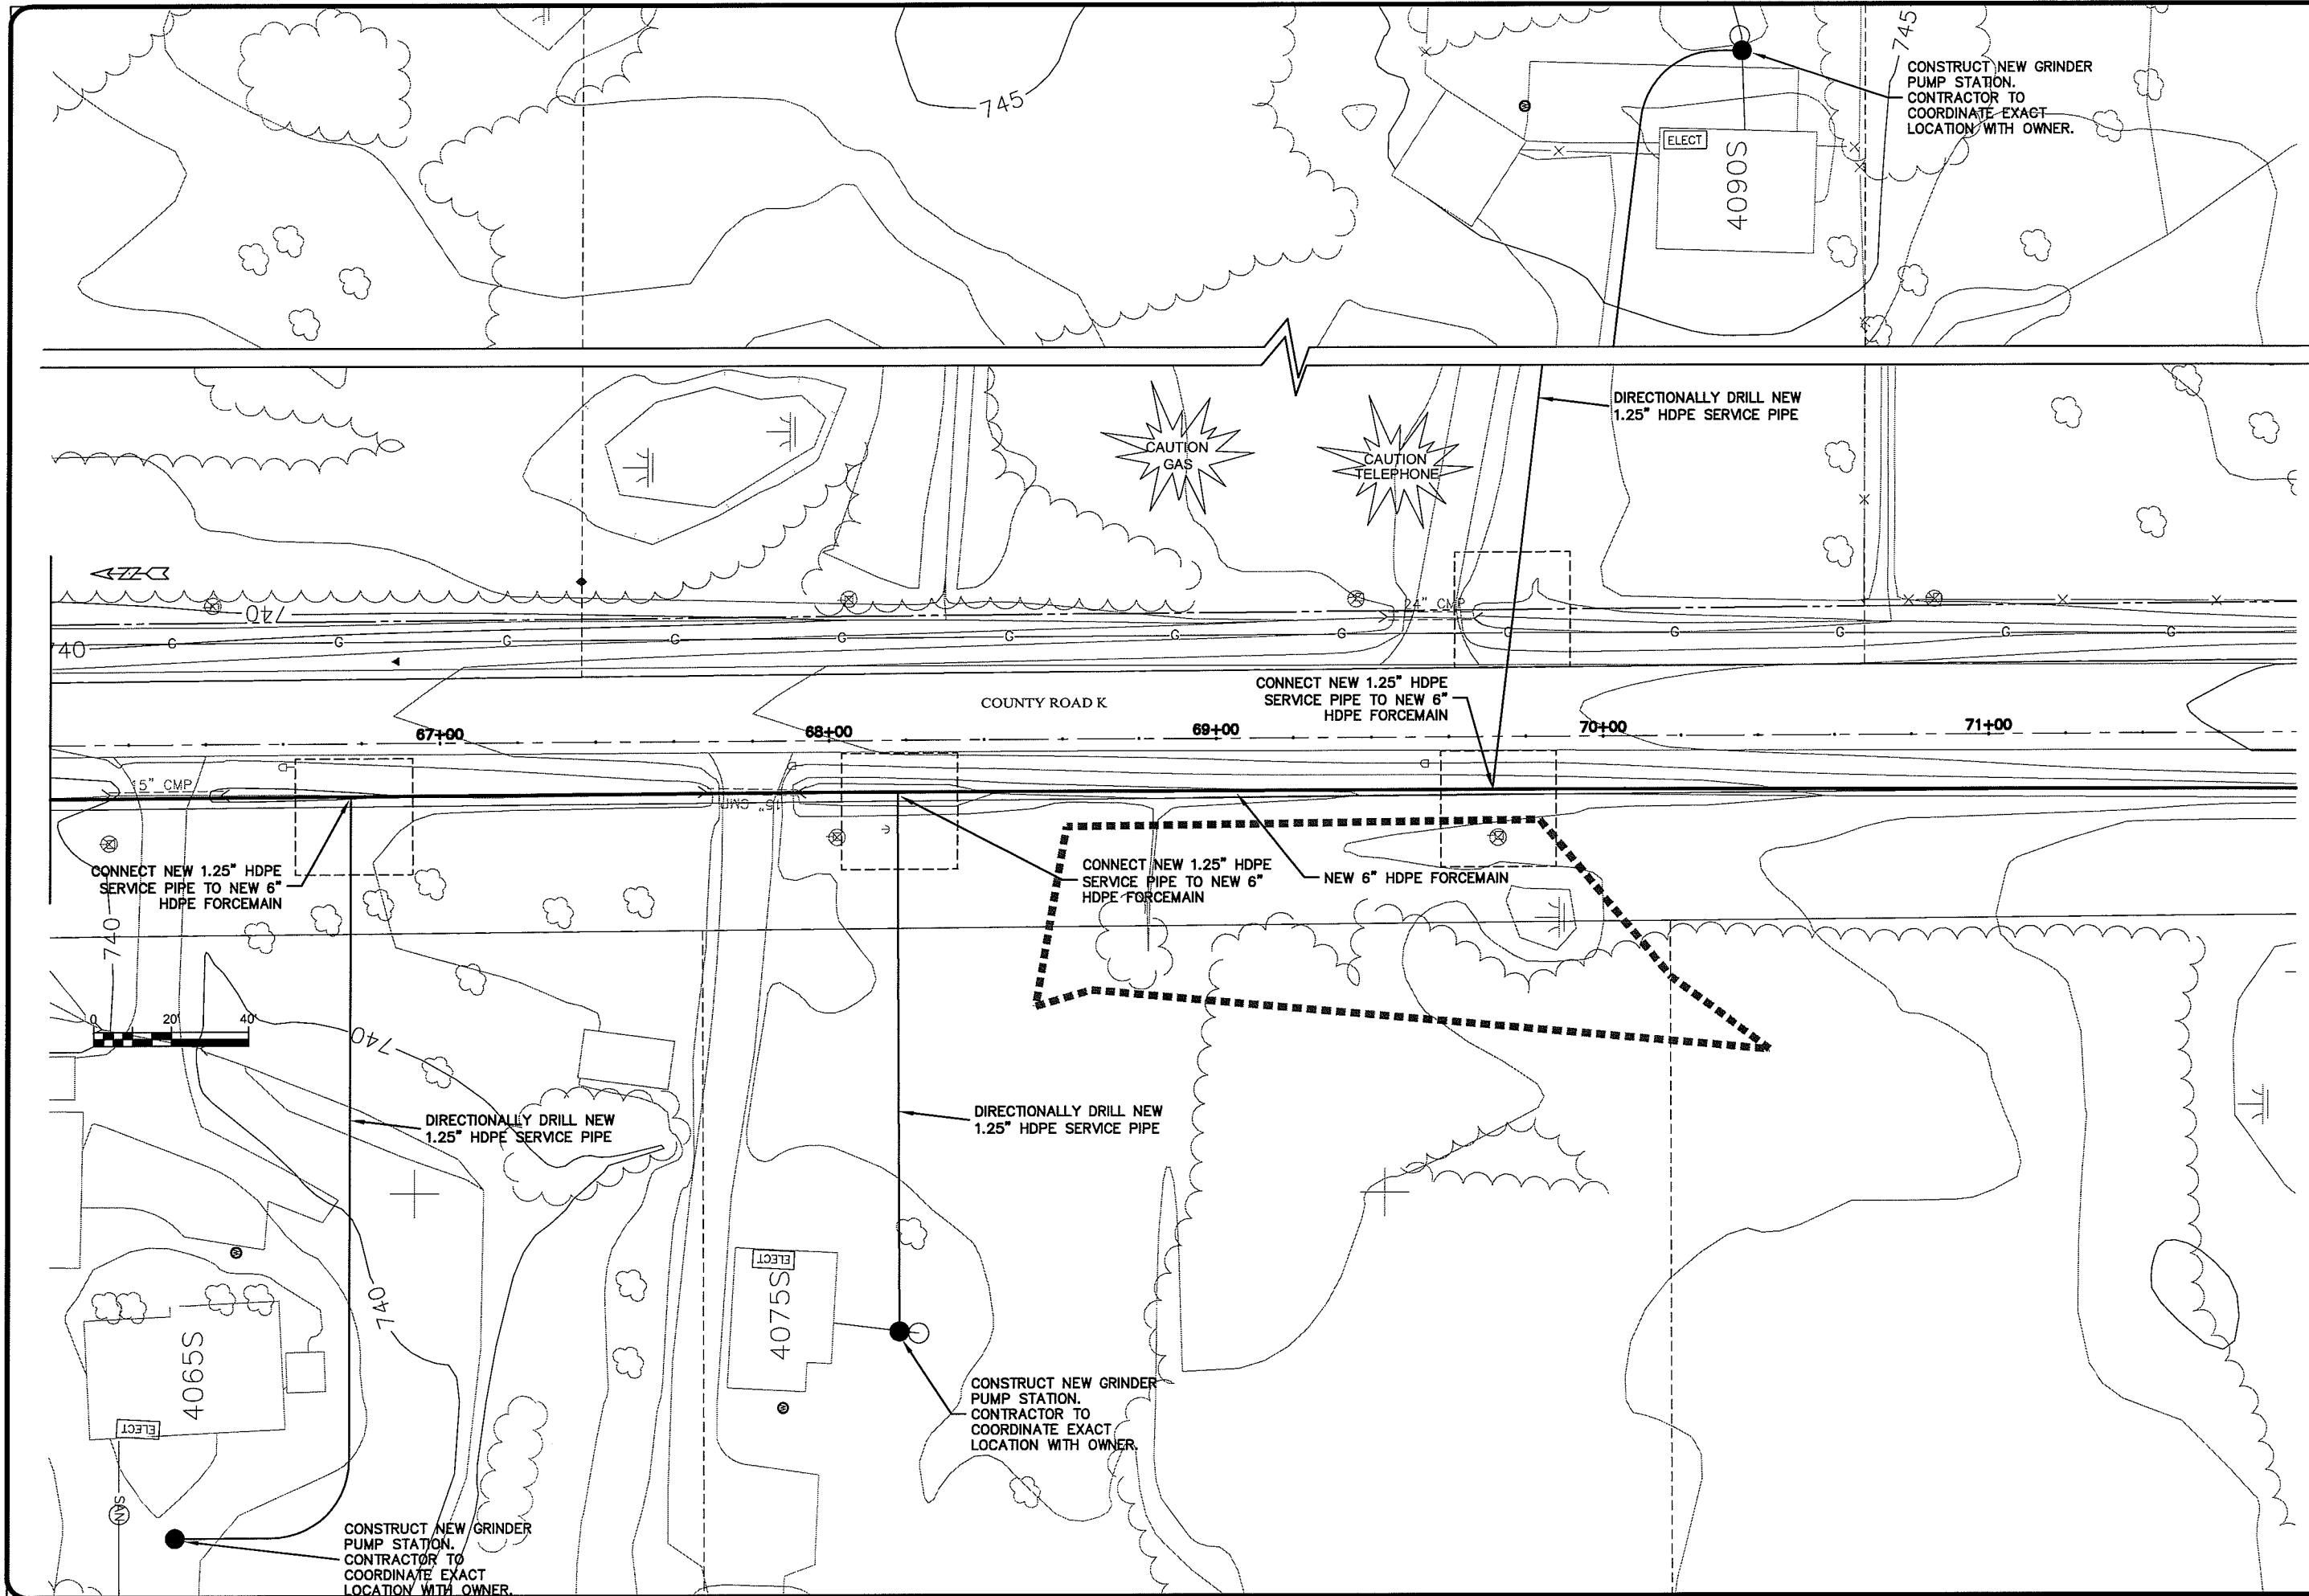 745
745
CONSTRUCT NEW GRINDER
PUMP STATION.
CONTRACTOR TO
COORDINATE EXACT
LOCATION WITH OWNER.
ELECT
4090S
DIRECTIONALLY DRILL NEW
1.25" HDPE SERVICE PIPE
CAUTION
GAS
CAUTION
TELEPHONE
N
740
24" CMP
G G G G G G G G G G G G G
740
CONNECT NEW 1.25" HDPE
SERVICE PIPE TO NEW 6"
HDPE FORCEMAIN
COUNTY ROAD K
67+00
68+00
69+00
70+00
71+00
15" CMP
15" CMP
CONNECT NEW 1.25" HDPE
SERVICE PIPE TO NEW 6"
HDPE FORCEMAIN
CONNECT NEW 1.25" HDPE
SERVICE PIPE TO NEW 6"
HDPE FORCEMAIN
NEW 6" HDPE FORCEMAIN
740
0 20' 40'
740
DIRECTIONALLY DRILL NEW
1.25" HDPE SERVICE PIPE
DIRECTIONALLY DRILL NEW
1.25" HDPE SERVICE PIPE
740
ELECT
4075S
4065S
ELECT
CONSTRUCT NEW GRINDER
PUMP STATION.
CONTRACTOR TO
COORDINATE EXACT
LOCATION WITH OWNER.
SAN
CONSTRUCT NEW GRINDER
PUMP STATION.
CONTRACTOR TO
COORDINATE EXACT
LOCATION WITH OWNER.